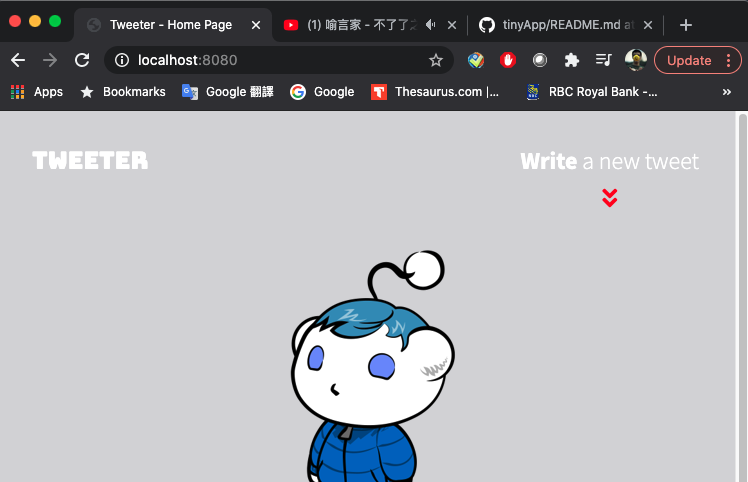 Tweeter - Home Page
(1) 喻言家 - 不了了之
tinyApp/README.md at
localhost:8080
Update
Apps
Bookmarks
Google 翻譯
Google
Thesaurus.com |...
RBC Royal Bank -...
TWEETER
Write a new tweet